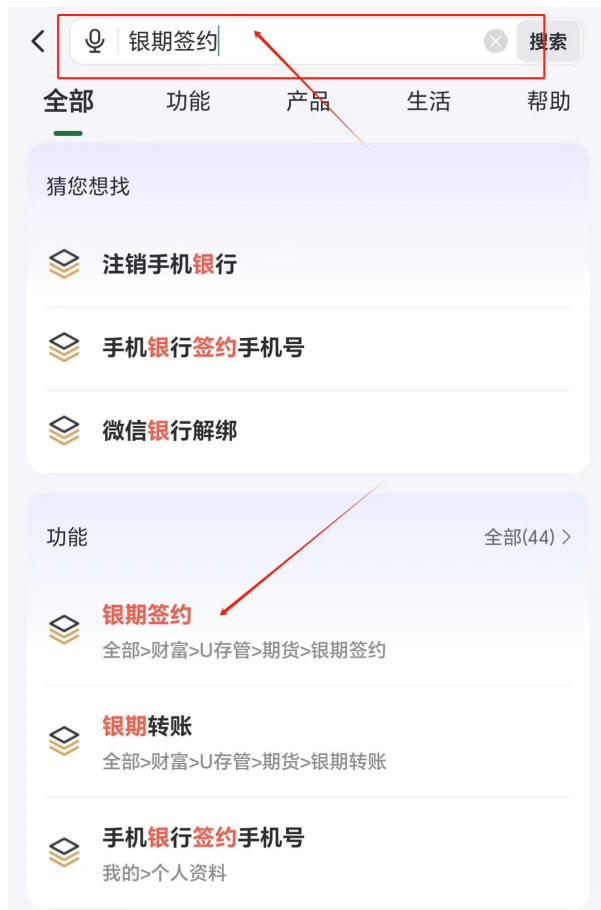 银期签约
搜索
全部 功能 产品 生活 帮助
猜您想找
注销手机银行
手机银行签约手机号
微信银行解绑
功能 全部(44) >
银期签约
全部>财富>U存管>期货>银期签约
银期转账
全部>财富>U存管>期货>银期转账
手机银行签约手机号
我的>个人资料